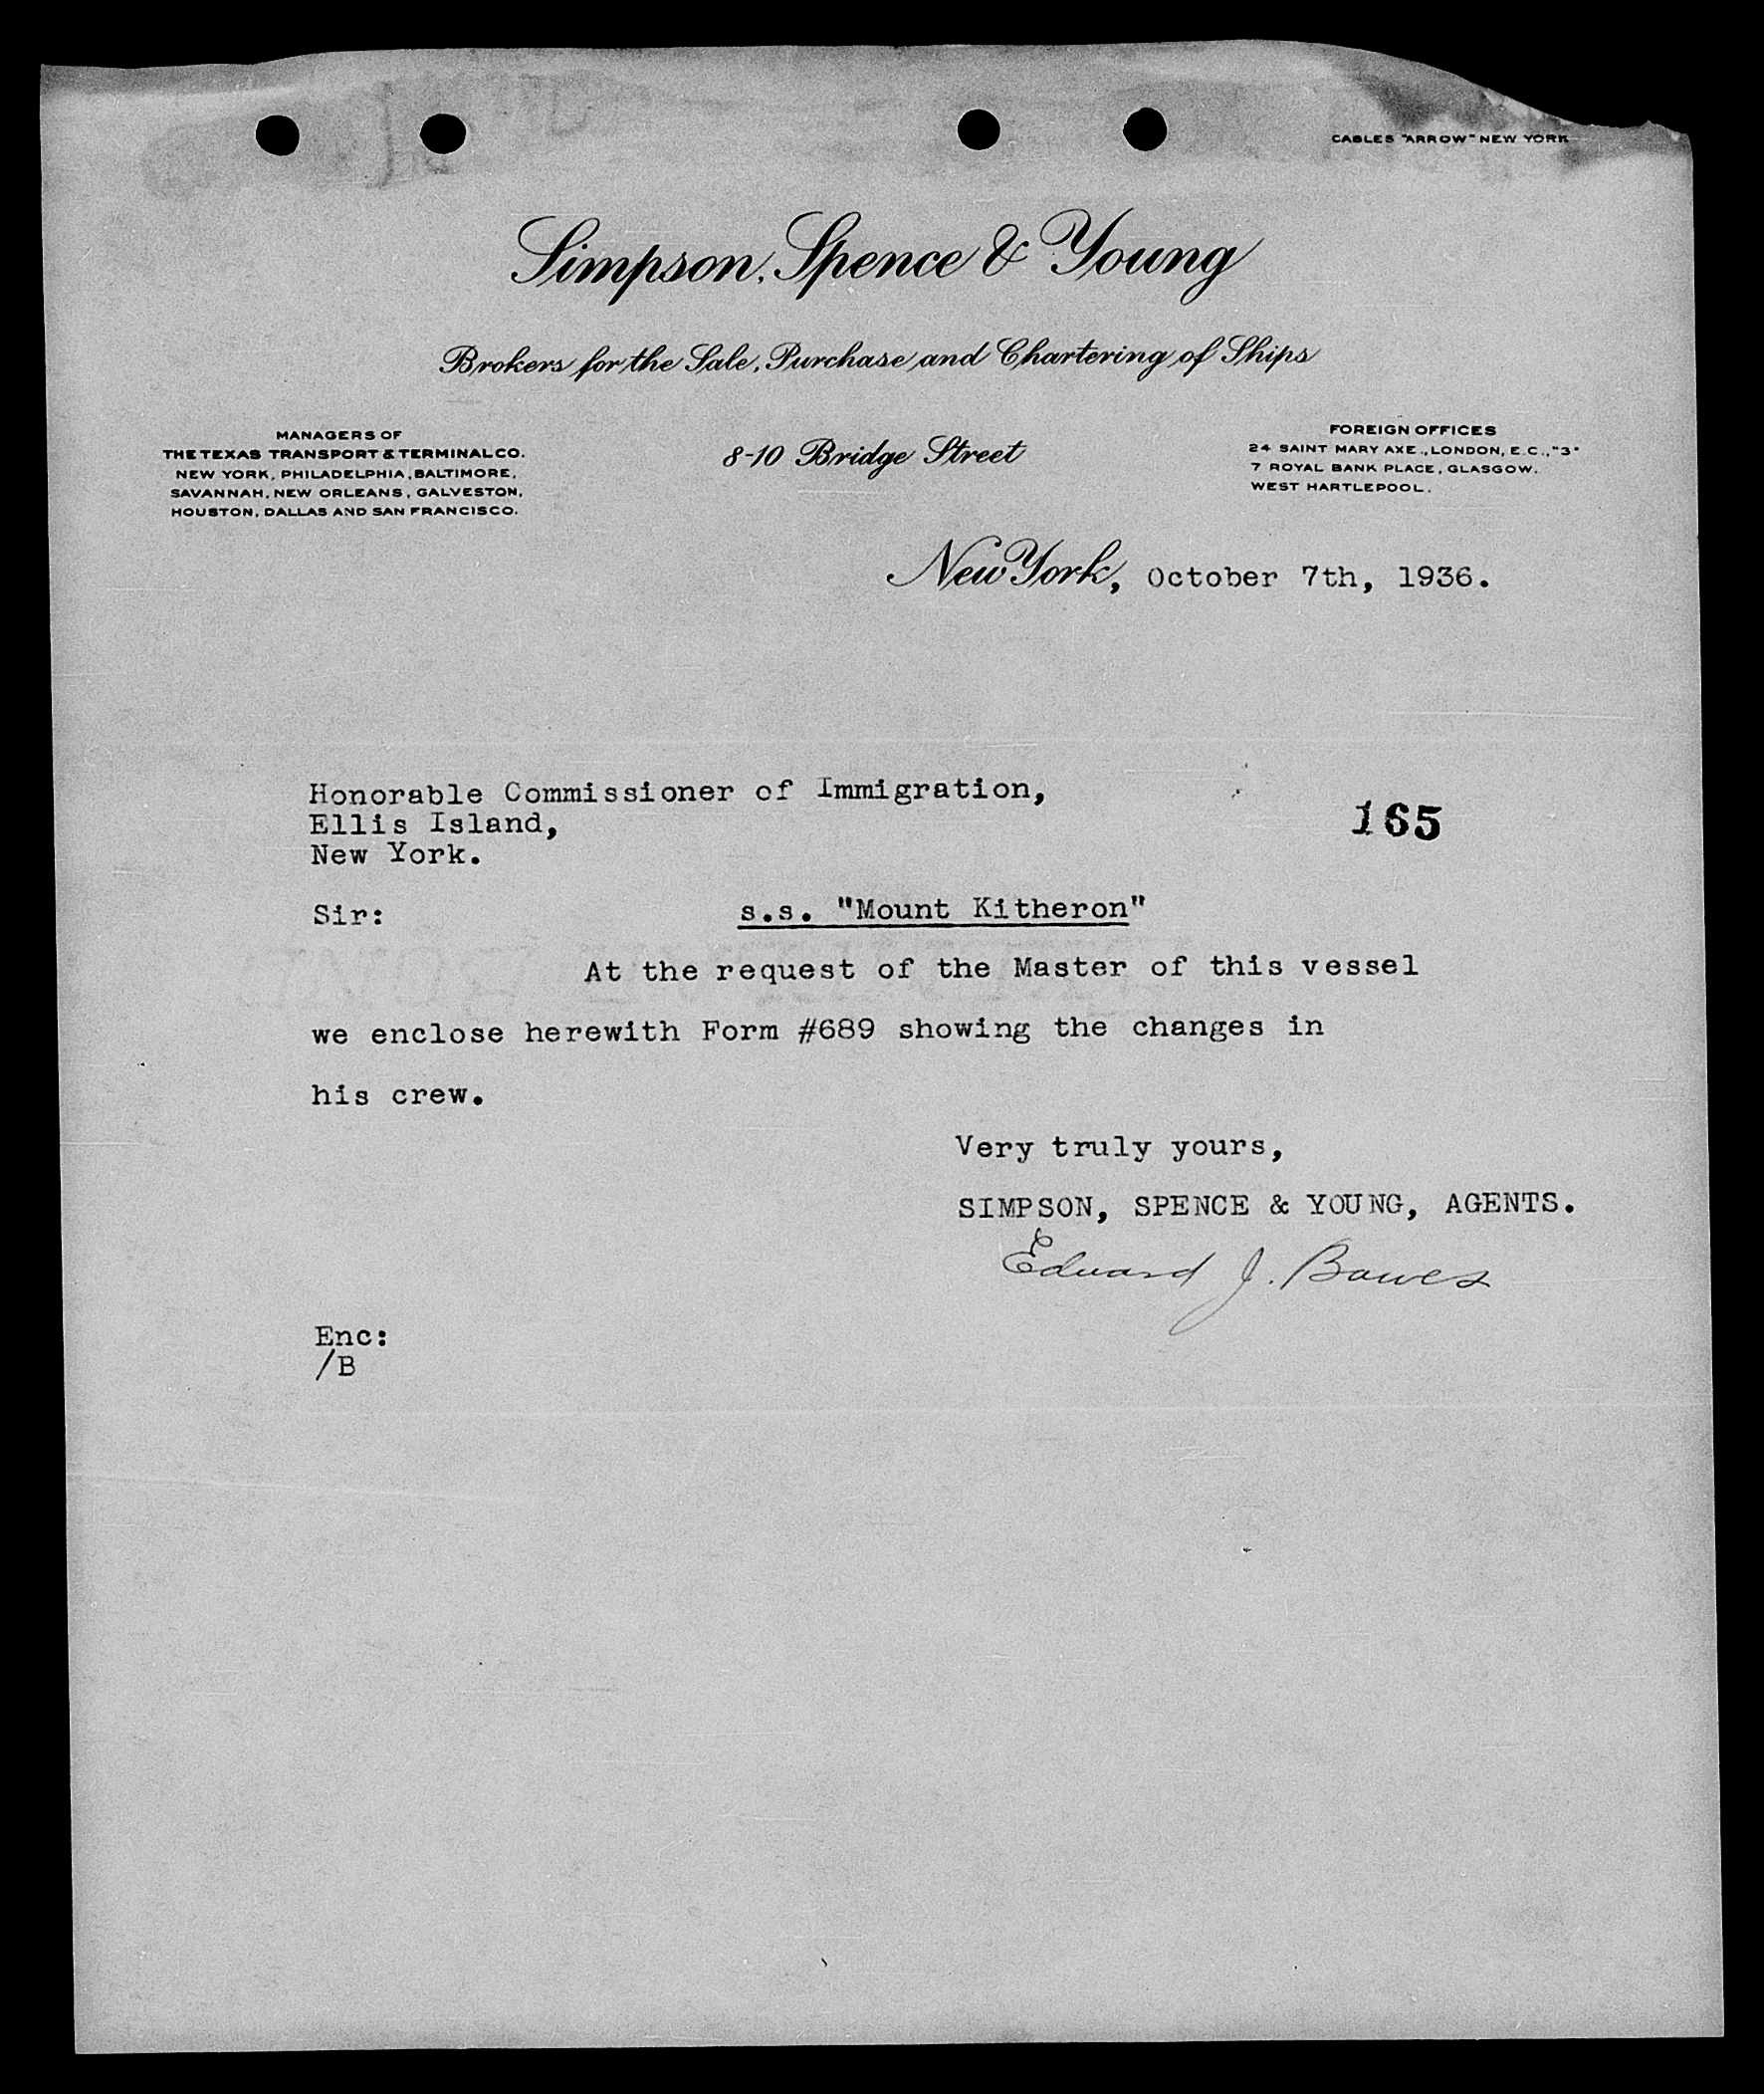 CABLES "ARROW" NEW YORK
Simpson, Spence & Young
Brokers for the Sale, Purchase and Chartering of Ships
MANAGERS OF
THE TEXAS TRANSPORT & TERMINAL CO.
NEW YORK, PHILADELPHIA, BALTIMORE,
SAVANNAH, NEW ORLEANS, GALVESTON,
HOUSTON, DALLAS AND SAN FRANCISCO.
8-10 Bridge Street
FOREIGN OFFICES
24 SAINT MARY AXE., LONDON, E.C., "3"
7 ROYAL BANK PLACE, GLASGOW.
WEST HARTLEPOOL.
New York, October 7th, 1936.
Honorable Commissioner of Immigration,
Ellis Island,
New York.
165
Sir:
s.s. "Mount Kitheron"
At the request of the Master of this vessel
we enclose herewith Form #689 showing the changes in
his crew.
Very truly yours,
SIMPSON, SPENCE & YOUNG, AGENTS.
Edward J. Bowes
Enc:
/B